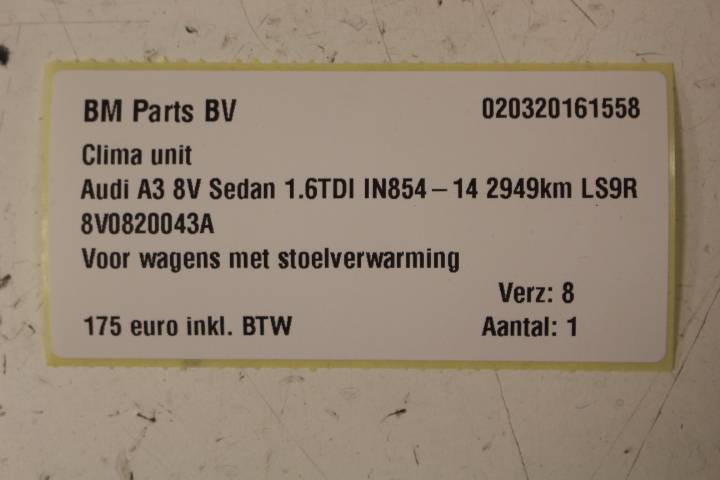 BM Parts BV 020320161558
Clima unit
Audi A3 8V Sedan 1.6TDI IN854-14 2949km LS9R
8V0820043A
Voor wagens met stoelverwarming
Verz: 8
175 euro inkl. BTW Aantal: 1